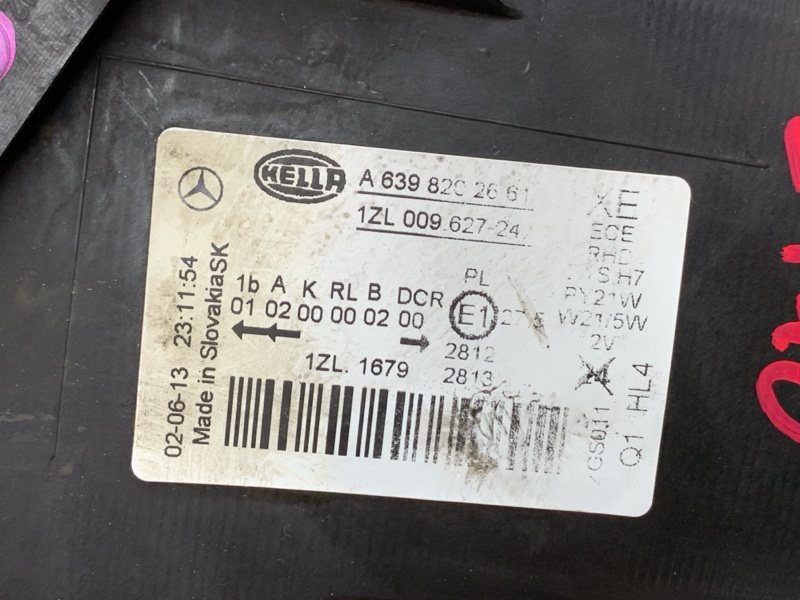 HELLA
A 639 820 26 61
1ZL 009.627-24
02-06-13 23:11:54
Made in SlovakiaSK
1b A K RL B DCR
01 02 00 00 02 00
PL
E1
2812
2813
1ZL. 1679
ECE
RHD
H7
PY21W
W21/5W
Q1 HL4